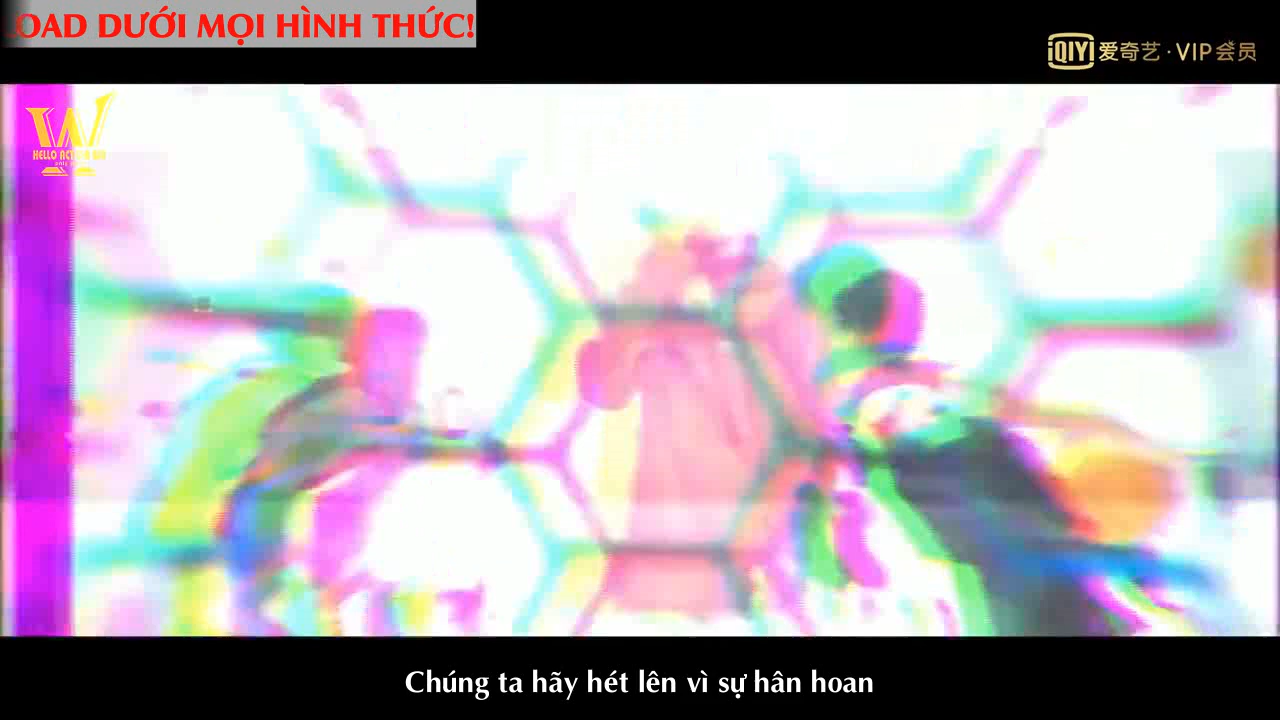 OAD DƯỚI MỌI HÌNH THỨC!
iQIYI 爱奇艺·VIP会员
W
HELLO
Chúng ta hãy hét lên vì sự hân hoan